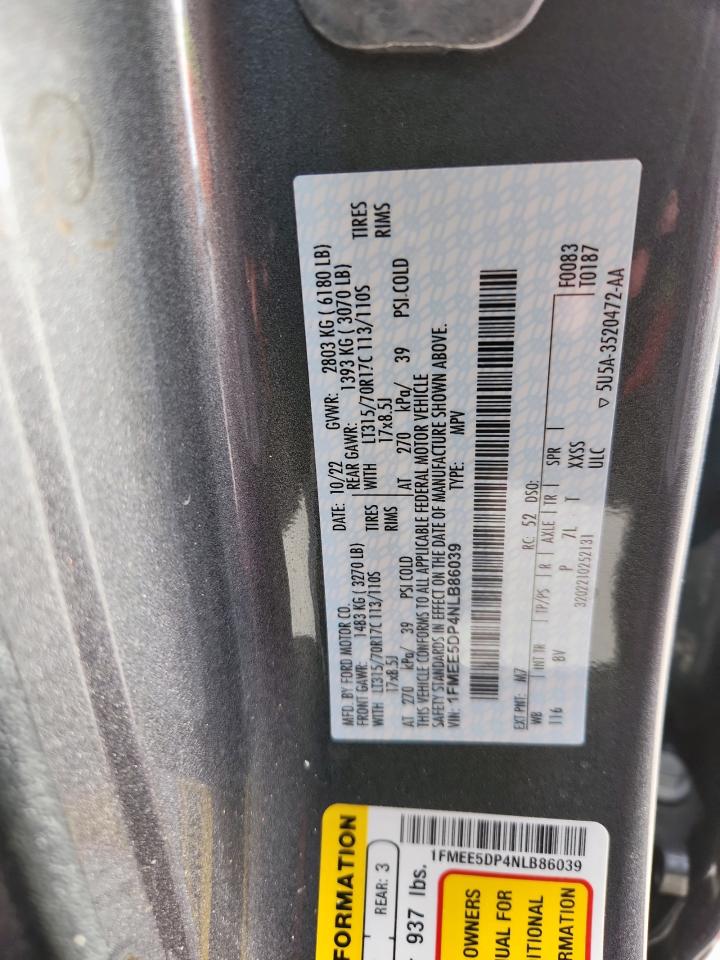 MFD. BY FORD MOTOR CO.
DATE: 10/22 GVWR: 2803 KG ( 6180 LB)
FRONT GAWR: 1483 KG ( 3270 LB)
REAR GAWR: 1393 KG ( 3070 LB)
WITH LT315/70R17C 113/110S TIRES
WITH LT315/70R17C 113/110S TIRES
17x8.5J RIMS
17x8.5J RIMS
AT 270 kPa/ 39 PSI.COLD
AT 270 kPa/ 39 PSI.COLD
THIS VEHICLE CONFORMS TO ALL APPLICABLE FEDERAL MOTOR VEHICLE
SAFETY STANDARDS IN EFFECT ON THE DATE OF MANUFACTURE SHOWN ABOVE.
VIN: 1FMEE5DP4NLB86039 TYPE: MPV
EXT PNT: M7 RC: 52 DSO: F0083
WB INT TR TP/PS R AXLE TR SPR T0187
116 8V P 7L T XXSS
3202221025213 1 ULC
▽ 5U5A-3520472-AA
FORMATION
REAR: 3
937 lbs.
1FMEE5DP4NLB86039
OWNERS
UAL FOR
ITIONAL
RMATION